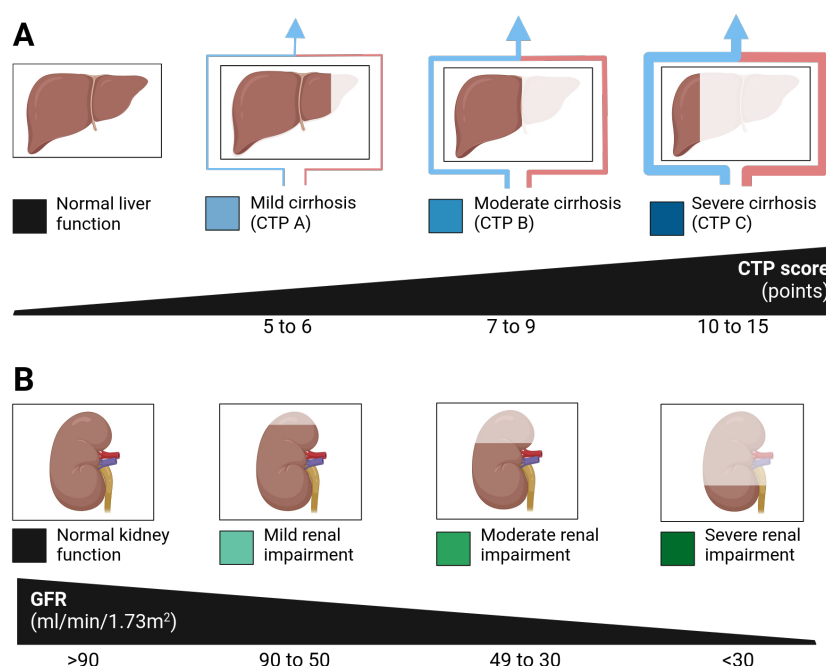 A
Normal liver
function
Mild cirrhosis
(CTP A)
Moderate cirrhosis
(CTP B)
Severe cirrhosis
(CTP C)
CTP score
(points)
5 to 6
7 to 9
10 to 15
B
Normal kidney
function
Mild renal
impairment
Moderate renal
impairment
Severe renal
impairment
GFR
(ml/min/1.73m²)
>90
90 to 50
49 to 30
<30